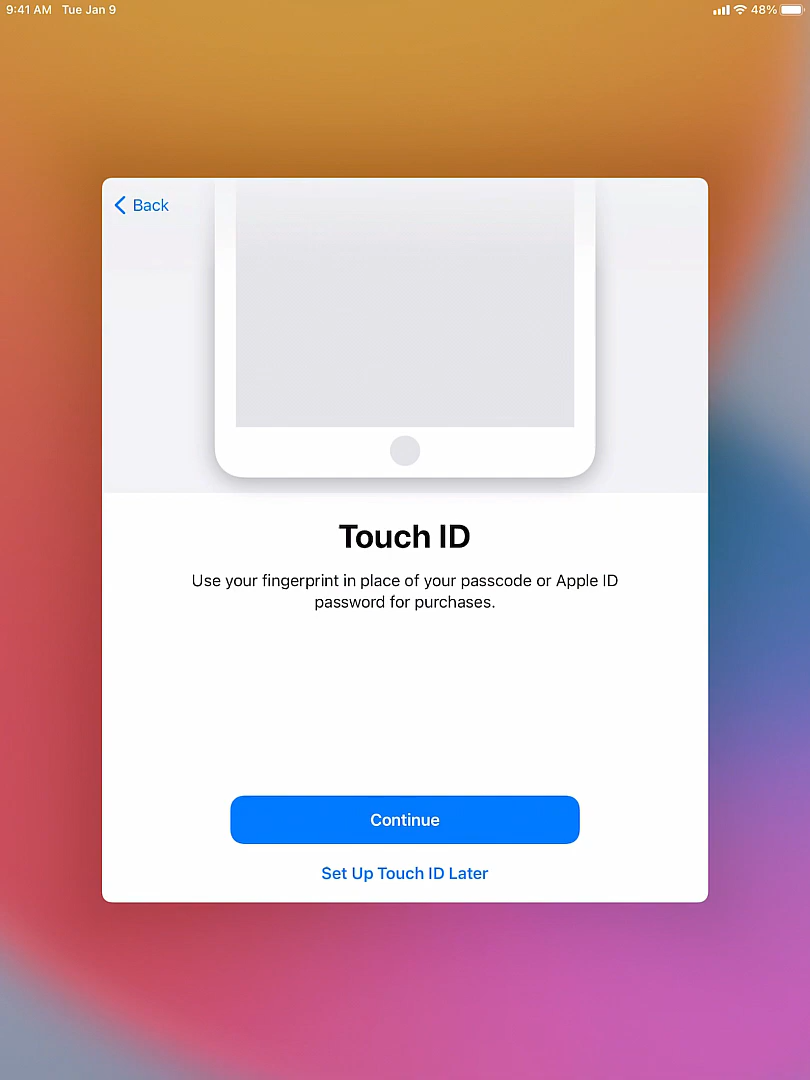 9:41 AM Tue Jan 9 48%
Back
Touch ID
Use your fingerprint in place of your passcode or Apple ID
password for purchases.
Continue
Set Up Touch ID Later